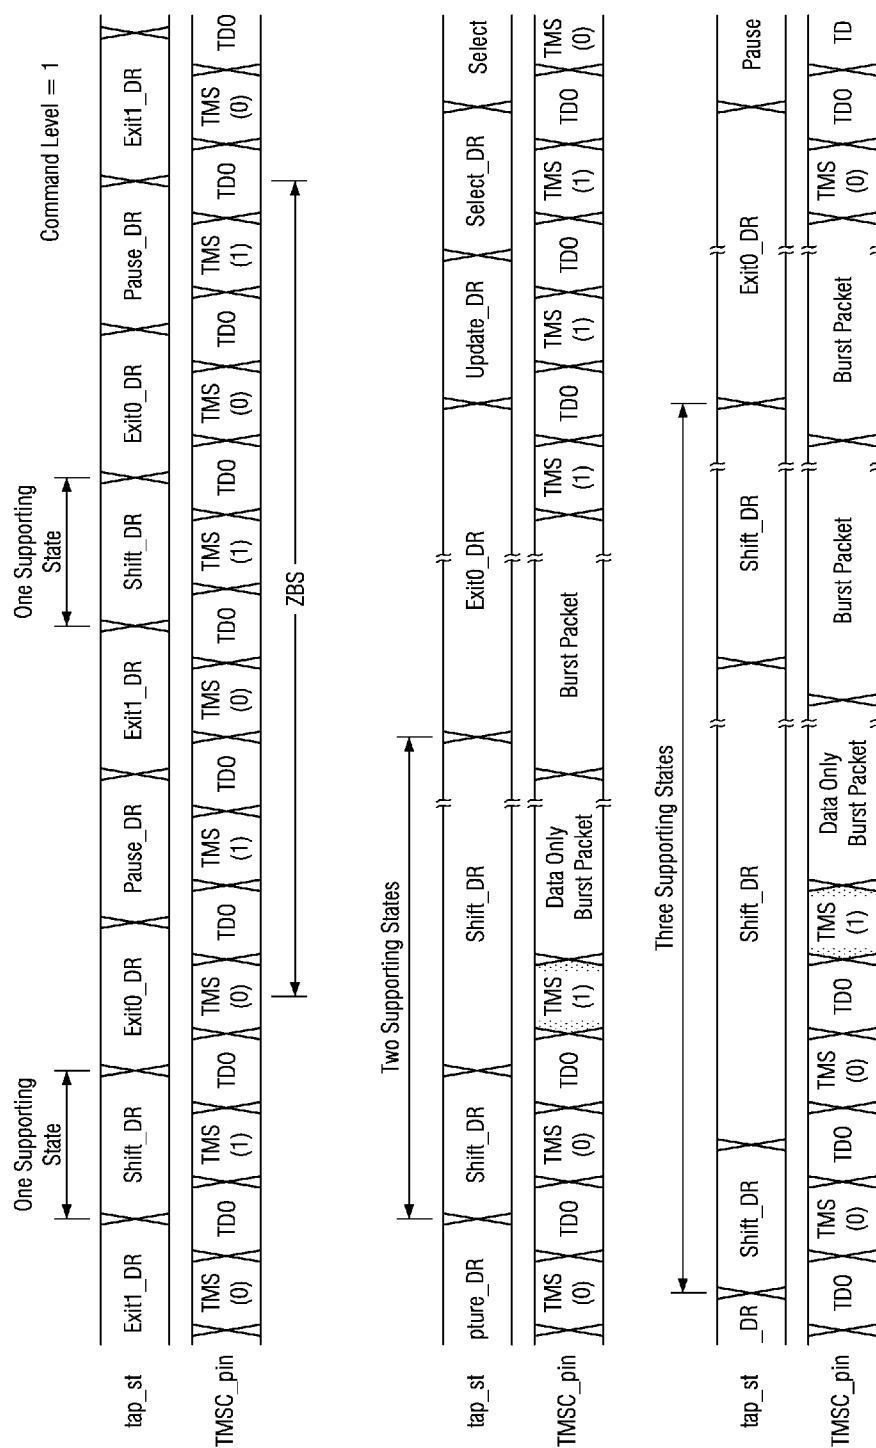 Command Level = 1
One Supporting
State
One Supporting
State
tap_st Exit1_DR Shift_DR Exit0_DR Pause_DR Exit1_DR Shift_DR Exit0_DR Pause_DR Exit1_DR
TMSC_pin TMS (0) TDO TMS (1) TDO TMS (0) TDO TMS (1) TDO TMS (0) TDO TMS (1) TDO TMS (0) TDO TMS (1) TDO TMS (0) TDO
ZBS
Two Supporting States
tap_st pture_DR Shift_DR Shift_DR Exit0_DR Update_DR Select_DR Select
TMSC_pin TMS (0) TDO TMS (0) TDO TMS (1) Data Only Burst Packet Burst Packet TMS (1) TDO TMS (1) TDO TMS (1) TDO TMS (0)
Three Supporting States
tap_st _DR Shift_DR Shift_DR Shift_DR Exit0_DR Pause
TMSC_pin TDO TMS (0) TDO TMS (0) TDO TMS (1) Data Only Burst Packet Burst Packet Burst Packet TMS (0) TDO TD